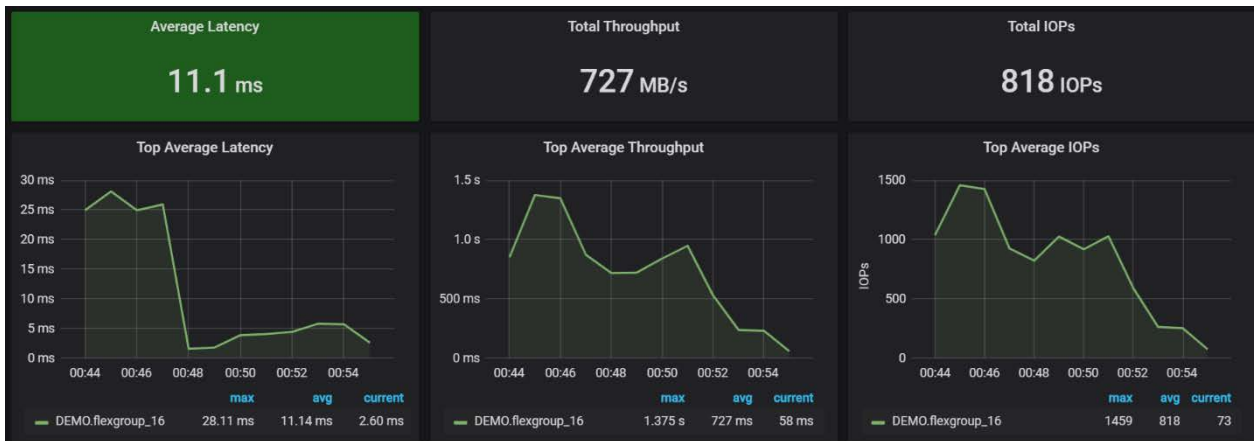 Average Latency
11.1 ms
Total Throughput
727 MB/s
Total IOPs
818 IOPs
Top Average Latency
30 ms
25 ms
20 ms
15 ms
10 ms
5 ms
0 ms
00:44 00:46 00:48 00:50 00:52 00:54
max avg current
DEMO.flexgroup_16 28.11 ms 11.14 ms 2.60 ms
Top Average Throughput
1.5 s
1.0 s
500 ms
0 ms
00:44 00:46 00:48 00:50 00:52 00:54
max avg current
DEMO.flexgroup_16 1.375 s 727 ms 58 ms
Top Average IOPs
IOPs
1500
1000
500
0
00:44 00:46 00:48 00:50 00:52 00:54
max avg current
DEMO.flexgroup_16 1459 818 73